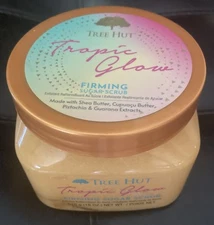 TREE HUT
Tropic
Glow
FIRMING
SUGAR SCRUB
Made with Shea Butter, Cupuaçu Butter,
Pistachio & Guarana Extracts
TREE HUT
Tropic Glow